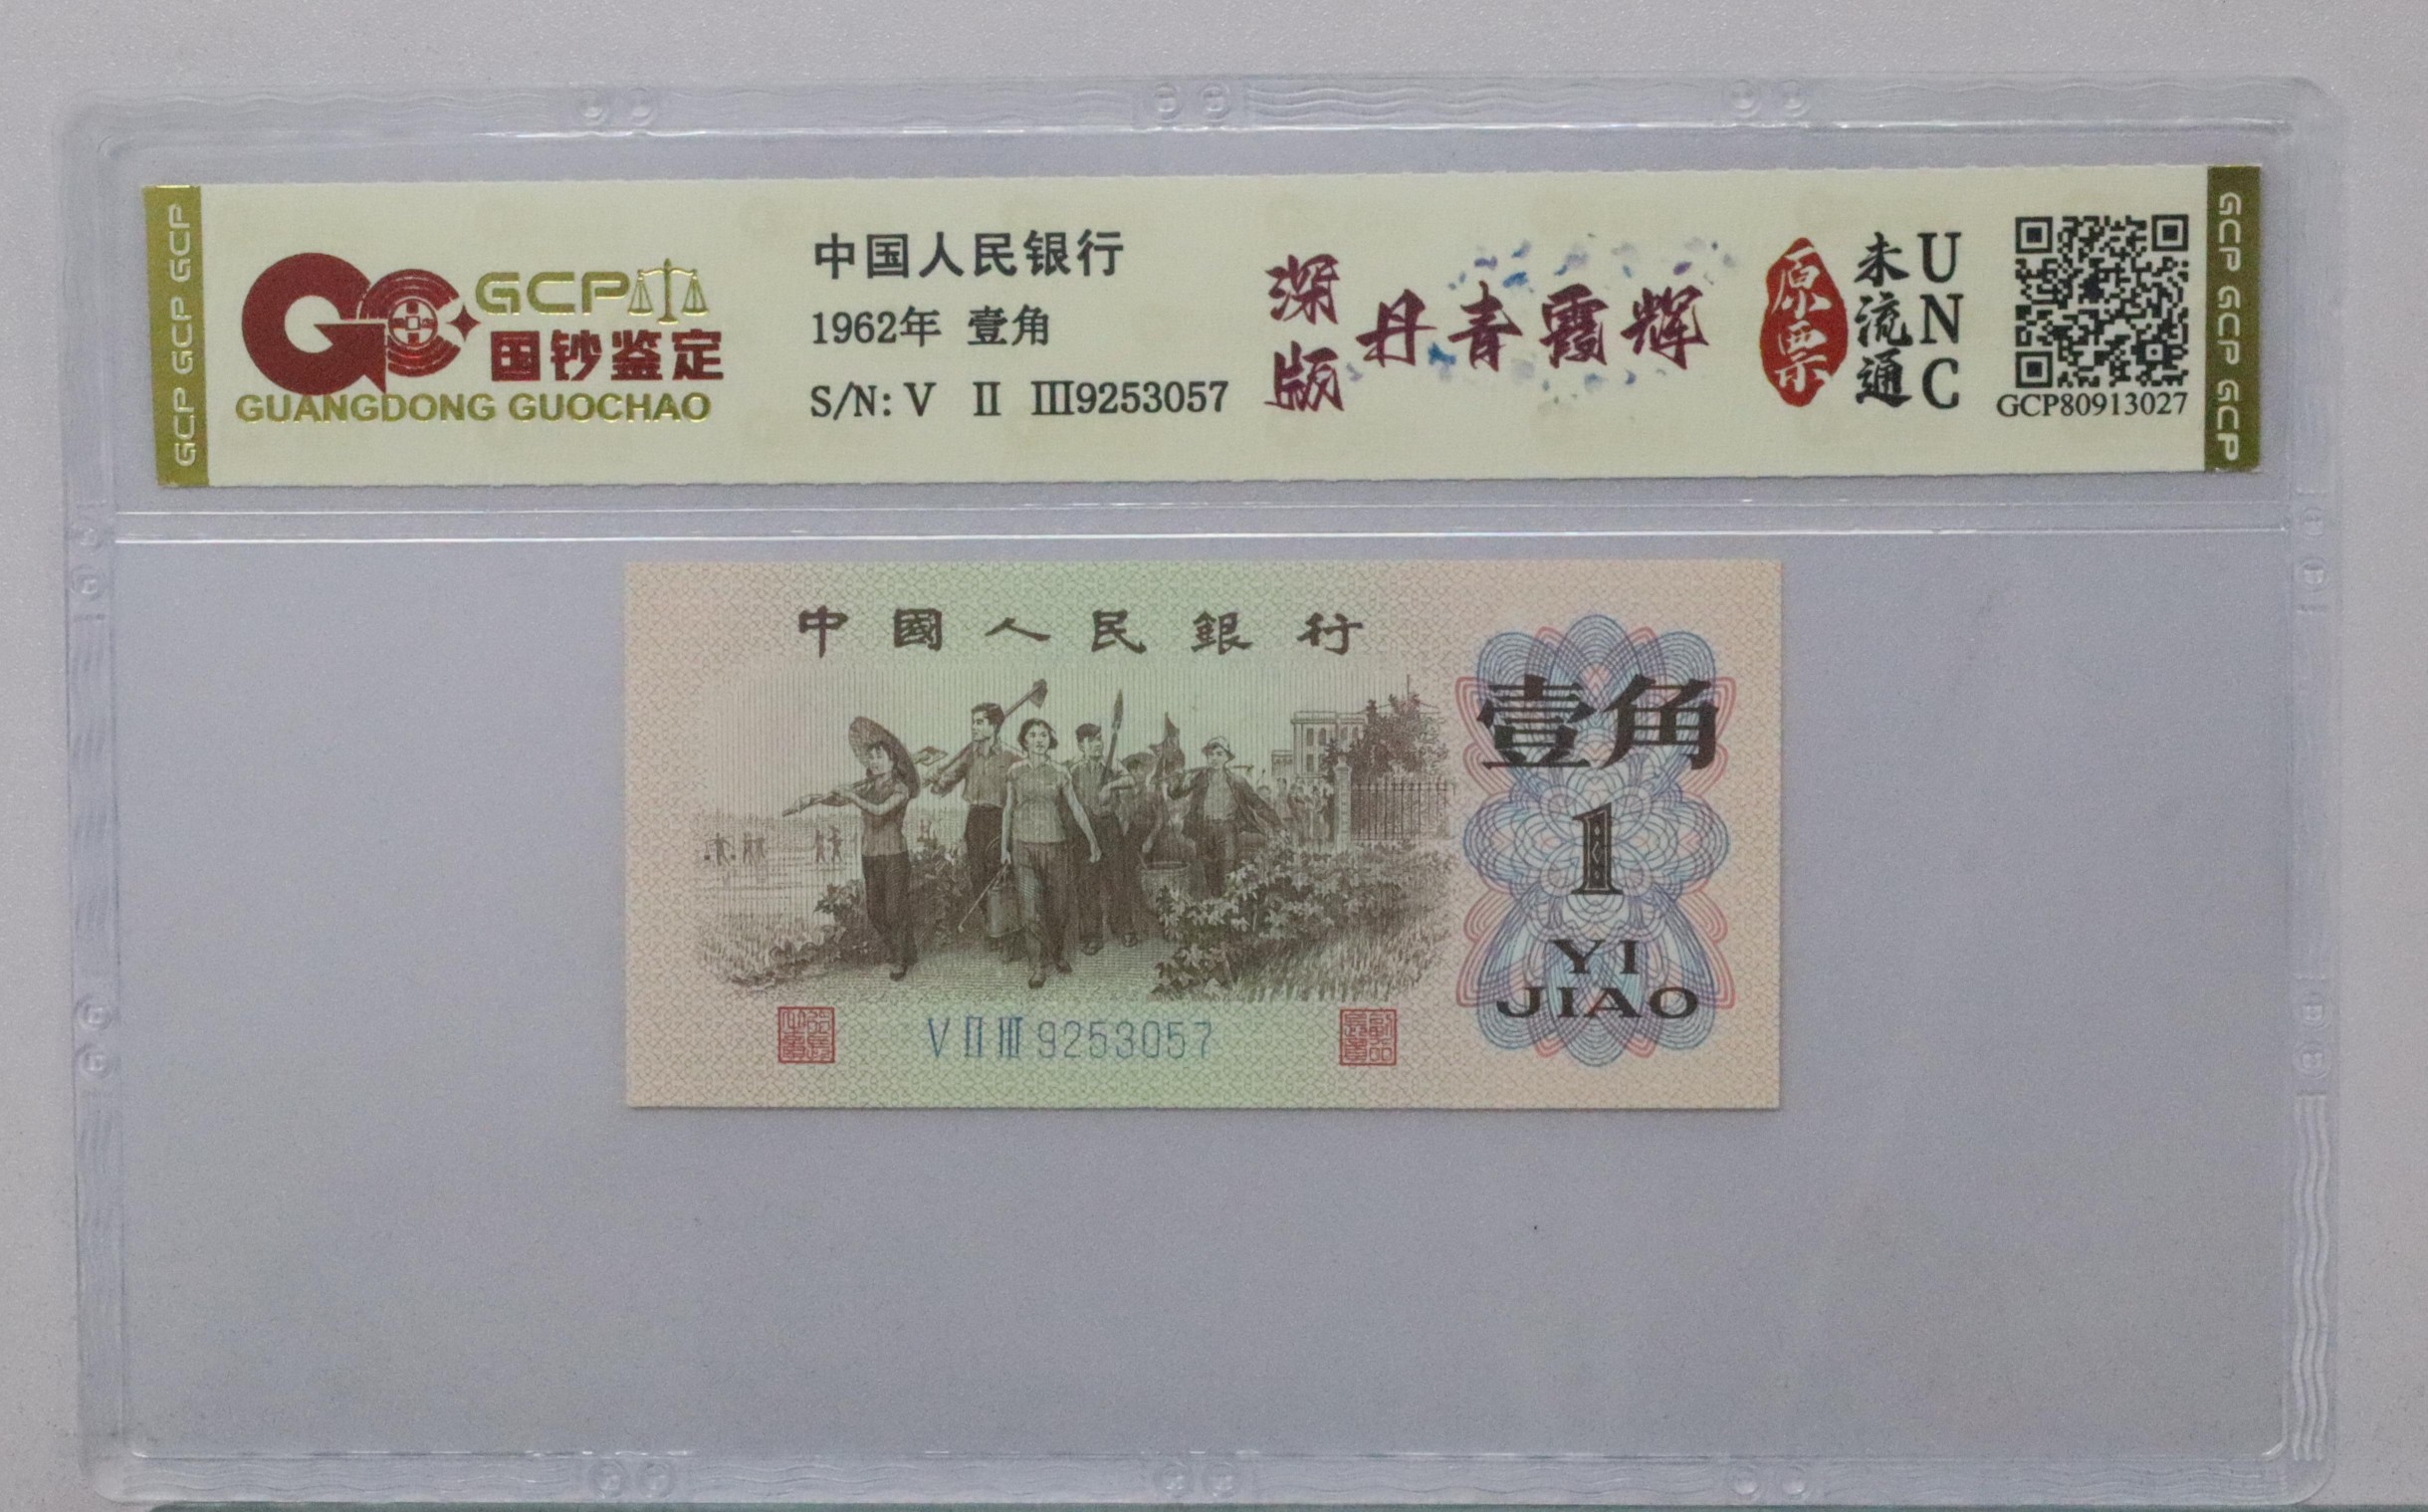 GCP GCP GCP
GCP
国钞鉴定
GUANGDONG GUOCHAO
中国人民银行
1962年 壹角
S/N: V Ⅱ Ⅲ9253057
深版
丹青霞辉
原票
未流通
UNC
GCP80913027
GCP GCP GCP
中國人民銀行
壹角
1
YI
JIAO
V Ⅱ Ⅲ 9253057